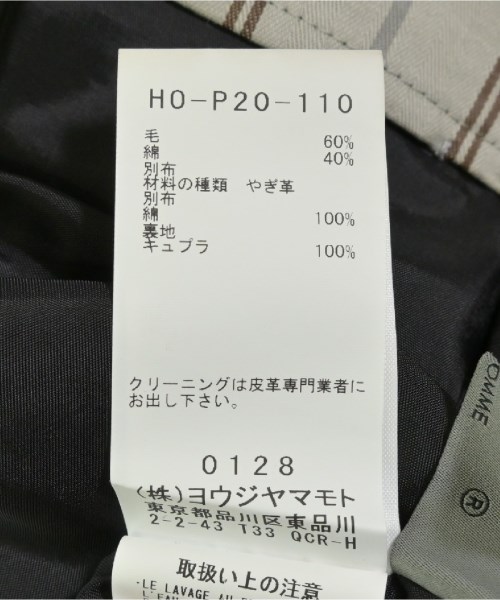 HO-P20-110
毛 60%
綿 40%
別布
材料の種類 やぎ革
別布
綿 100%
裏地
キュプラ 100%
クリーニングは皮革専門業者に
お出し下さい。
0128
(株)ヨウジヤマモト
東京都品川区東品川
2-2-43 T33 QCR-H
取扱い上の注意
・LE LAVAGE AU
OMME
®